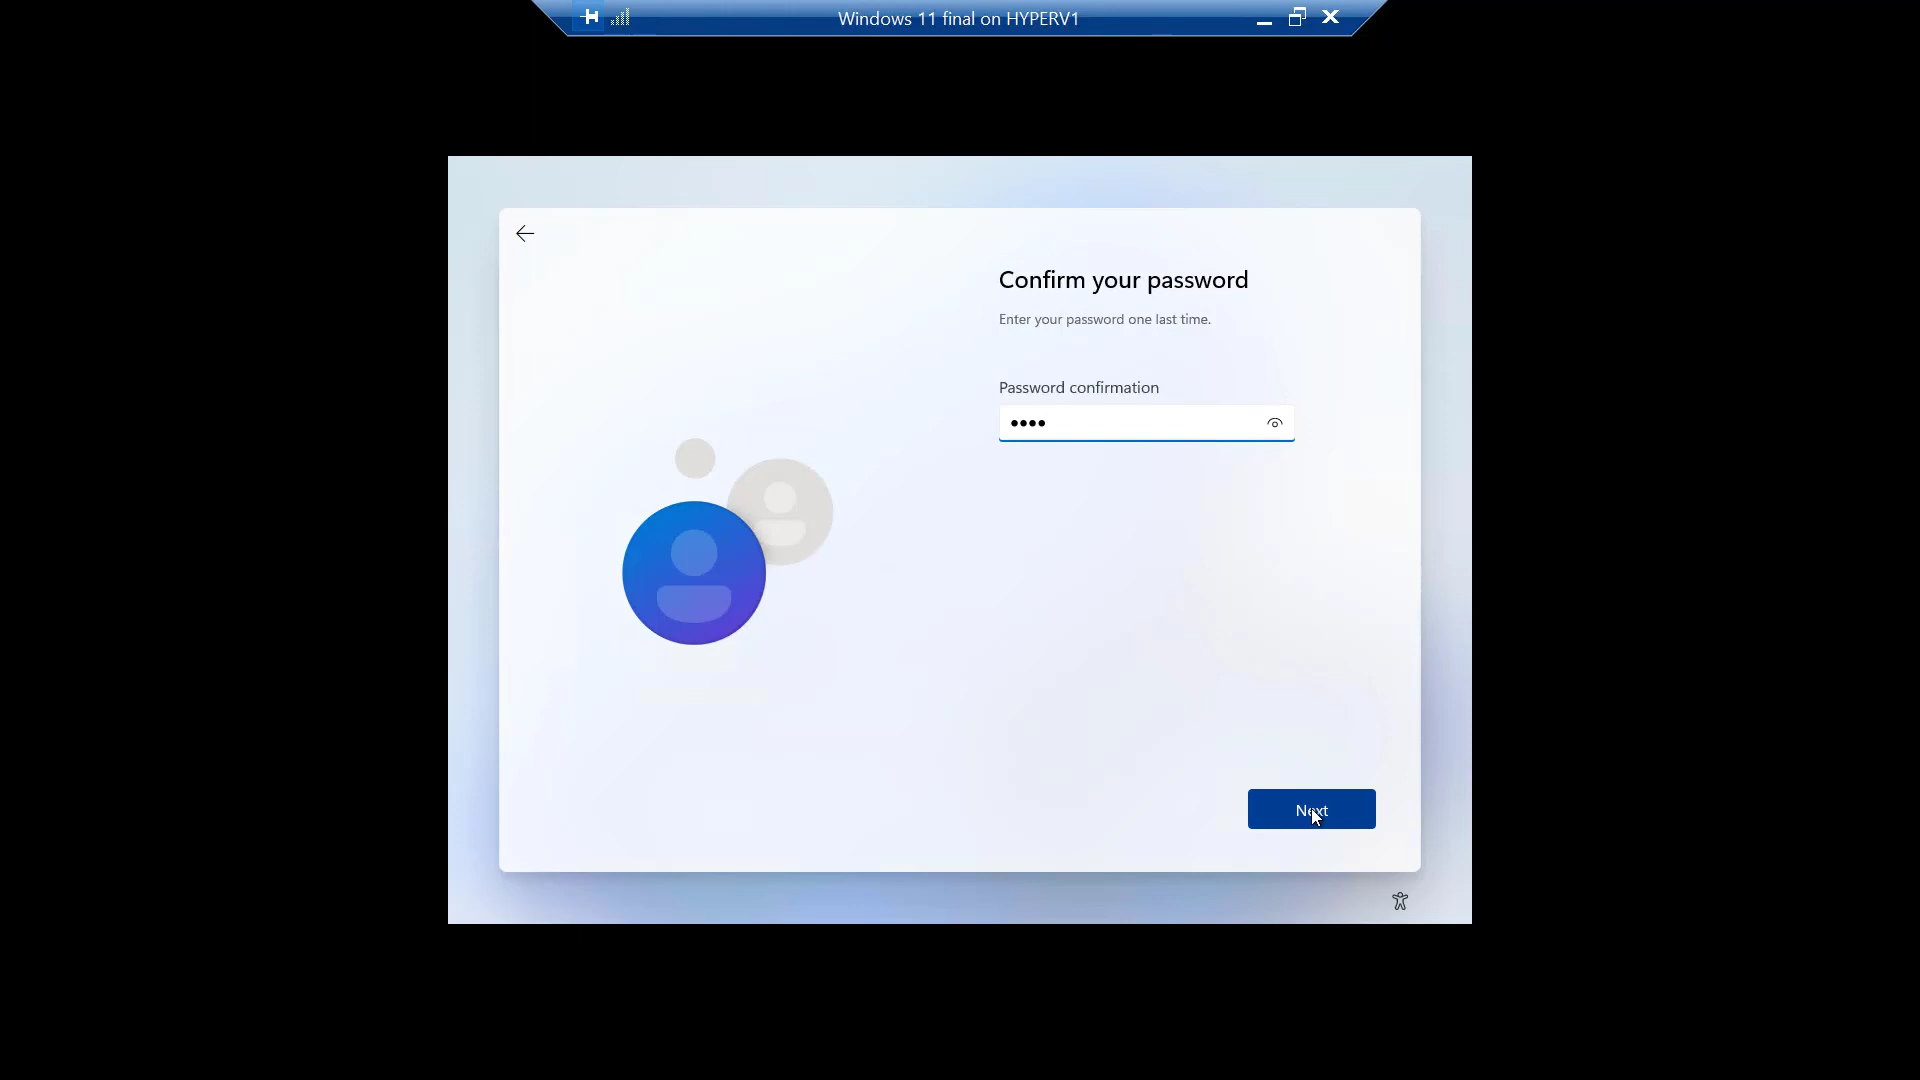 Windows 11 final on HYPERV1
Confirm your password
Enter your password one last time.
Password confirmation
••••
Next